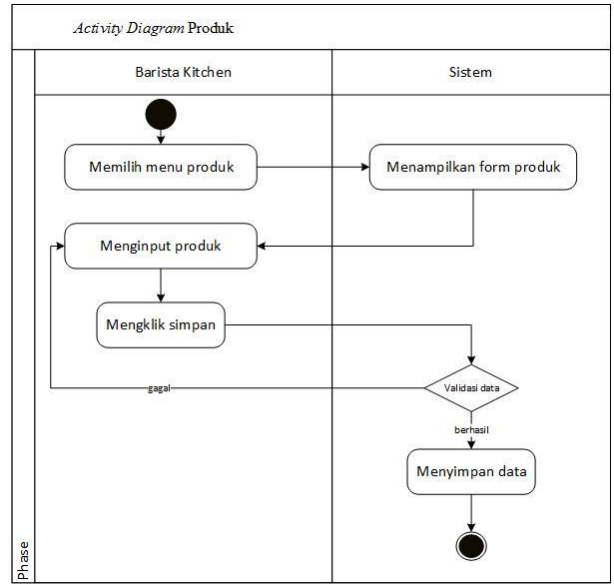 Activity Diagram Produk
Barista Kitchen
Sistem
Memilih menu produk
Menampilkan form produk
Menginput produk
Mengklik simpan
Validasi data
gagal
berhasil
Menyimpan data
Phase